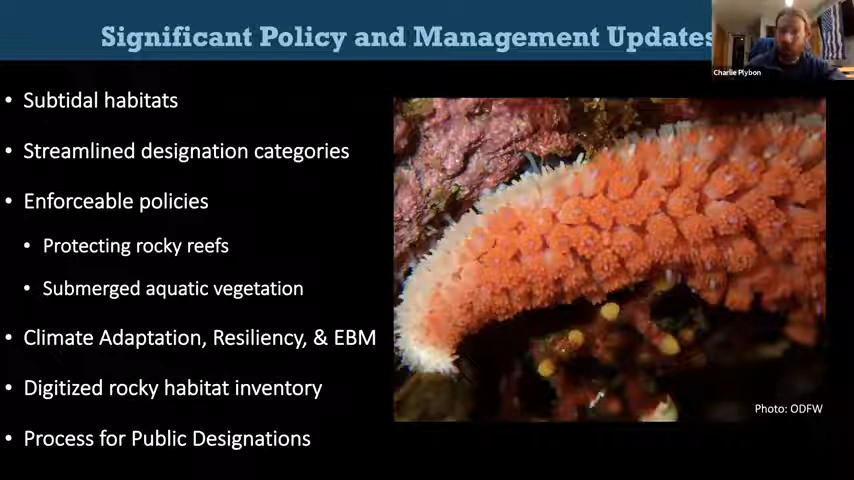 Significant Policy and Management Updates
Charlie Plybon
• Subtidal habitats
• Streamlined designation categories
• Enforceable policies
• Protecting rocky reefs
• Submerged aquatic vegetation
• Climate Adaptation, Resiliency, & EBM
• Digitized rocky habitat inventory
• Process for Public Designations
Photo: ODFW